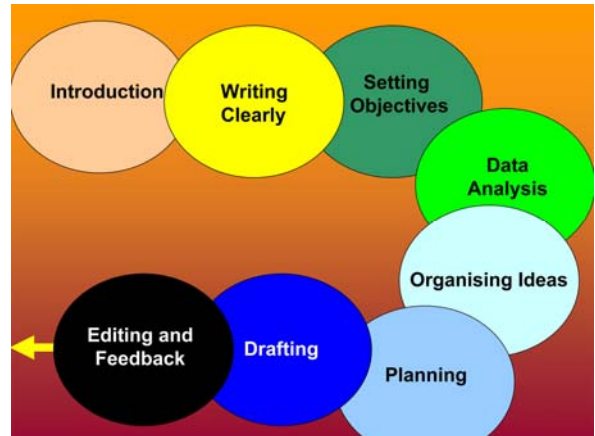 Introduction
Writing
Clearly
Setting
Objectives
Data
Analysis
Organising Ideas
Planning
Drafting
Editing and
Feedback